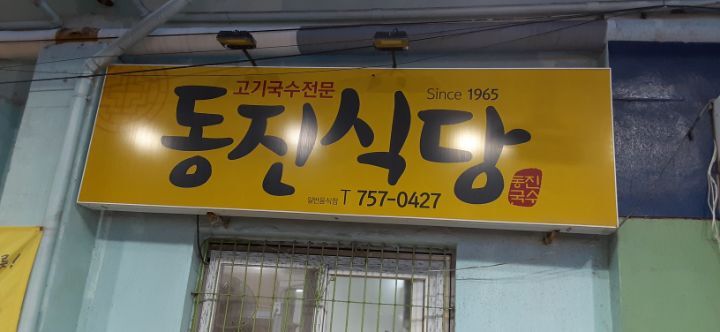 고기국수전문
Since 1965
동진식당
일반음식점 T 757-0427
동진
국수